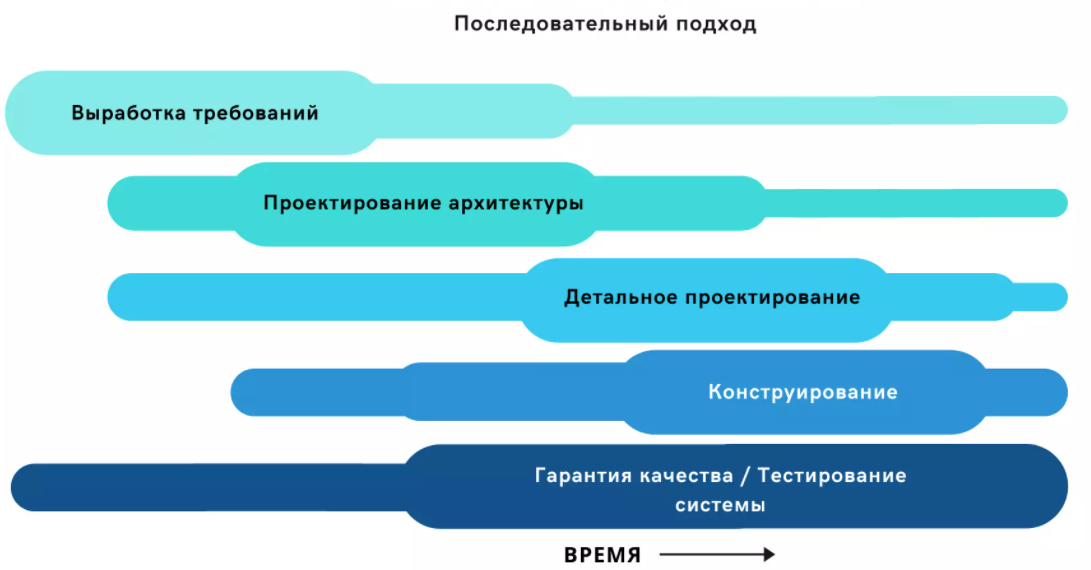 Последовательный подход
Выработка требований
Проектирование архитектуры
Детальное проектирование
Конструирование
Гарантия качества / Тестирование
системы
ВРЕМЯ